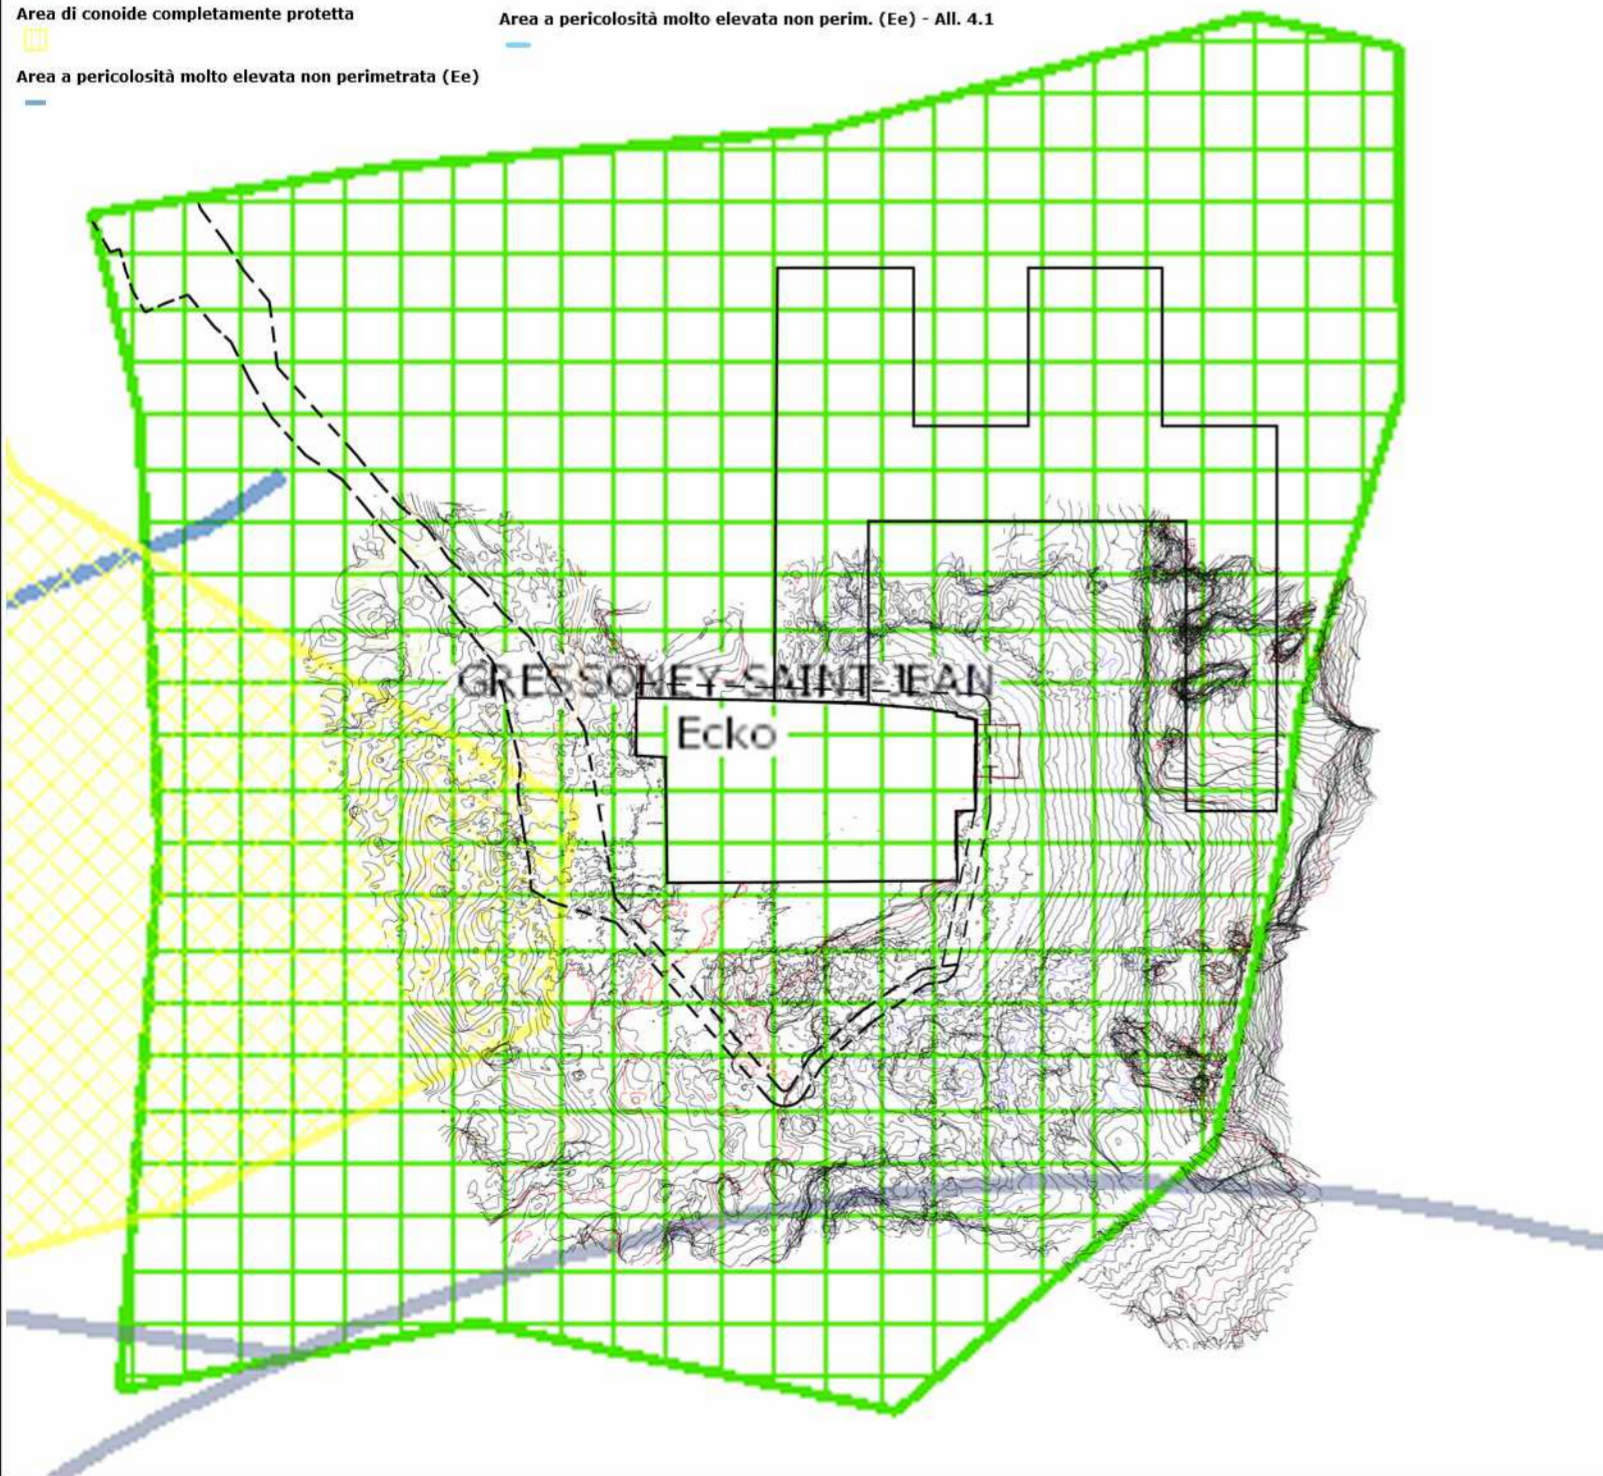 Area di conoide completamente protetta
Area a pericolosità molto elevata non perim. (Ee) - All. 4.1
Area a pericolosità molto elevata non perimetrata (Ee)
GRESSONEY-SAINT-JEAN
Ecko